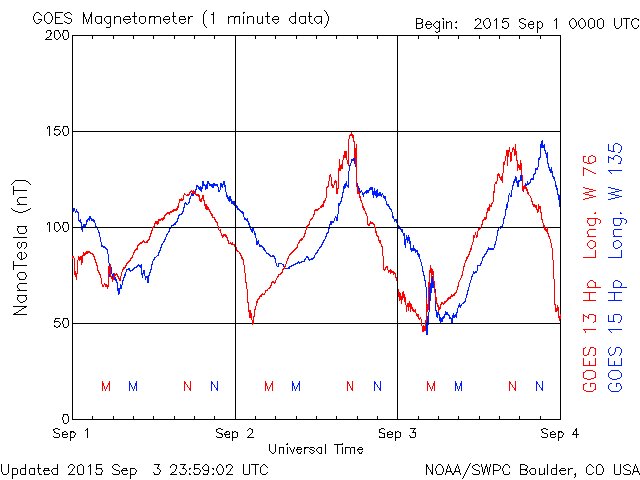 GOES Magnetometer (1 minute data)
Begin: 2015 Sep 1 0000 UTC
200
150
100
50
0
NanoTesla (nT)
M M N N M M N N M M N N
Sep 1 Sep 2 Sep 3 Sep 4
Universal Time
GOES 13 Hp Long. W 76
GOES 15 Hp Long. W 135
Updated 2015 Sep 3 23:59:02 UTC
NOAA/SWPC Boulder, CO USA